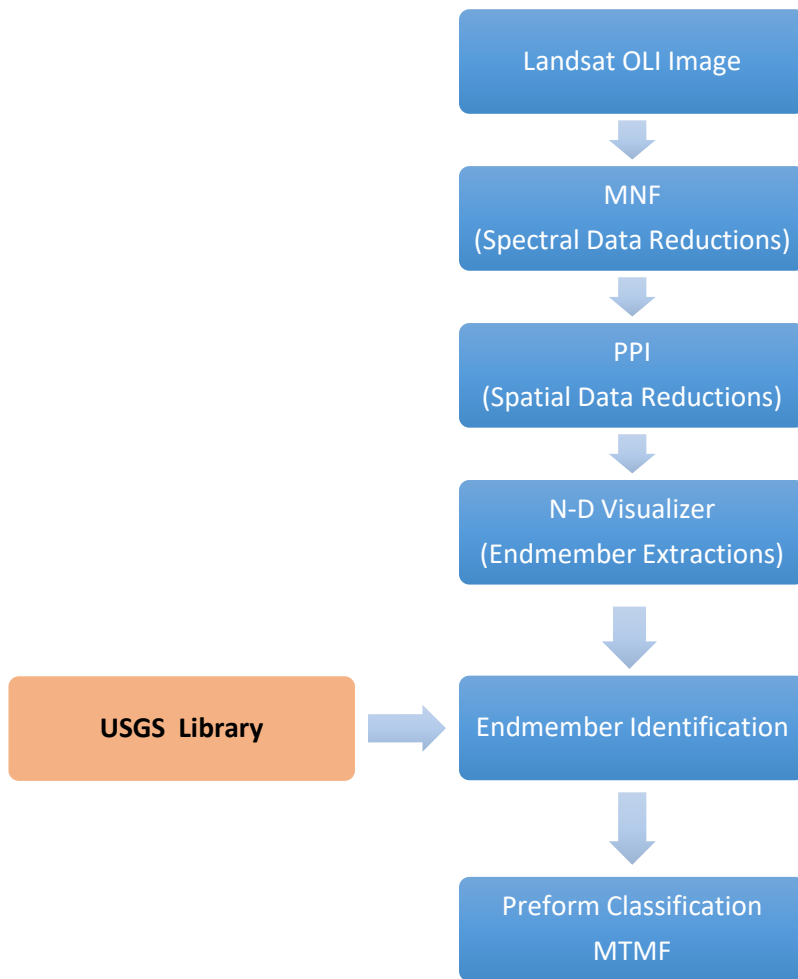 Landsat OLI Image
MNF
(Spectral Data Reductions)
PPI
(Spatial Data Reductions)
N-D Visualizer
(Endmember Extractions)
USGS  Library
Endmember Identification
Preform Classification
MTMF